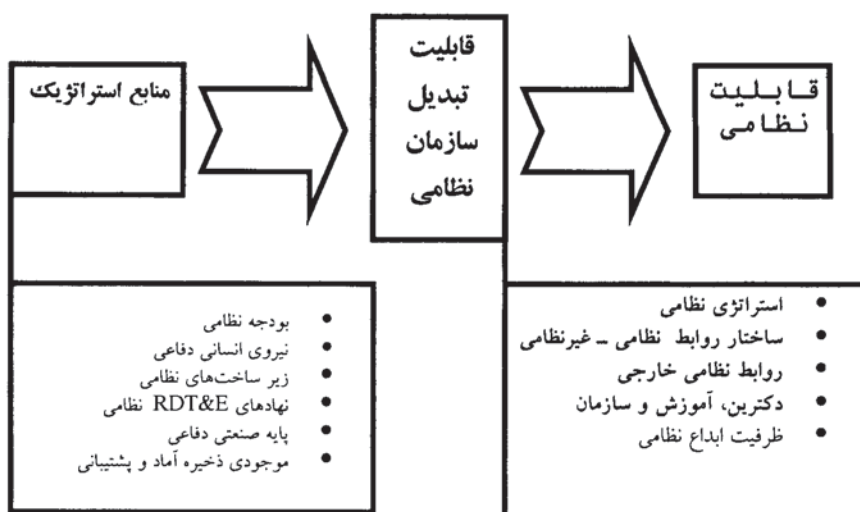 منابع استراتژیک
قابلیت
تبدیل
سازمان
نظامی
قابلیت
نظامی
• بودجه نظامی
• نیروی انسانی دفاعی
• زیر ساخت‌های نظامی
• نهادهای RDT&E نظامی
• پایه صنعتی دفاعی
• موجودی ذخیره آماد و پشتیبانی
• استراتژی نظامی
• ساختار روابط نظامی – غیرنظامی
• روابط نظامی خارجی
• دکترین، آموزش و سازمان
• ظرفیت ابداع نظامی